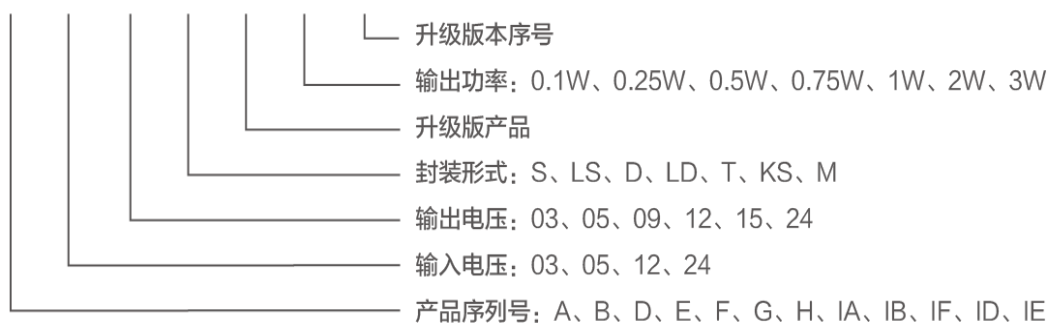 升级版本序号
输出功率：0.1W、0.25W、0.5W、0.75W、1W、2W、3W
升级版产品
封装形式：S、LS、D、LD、T、KS、M
输出电压：03、05、09、12、15、24
输入电压：03、05、12、24
产品序列号：A、B、D、E、F、G、H、IA、IB、IF、ID、IE